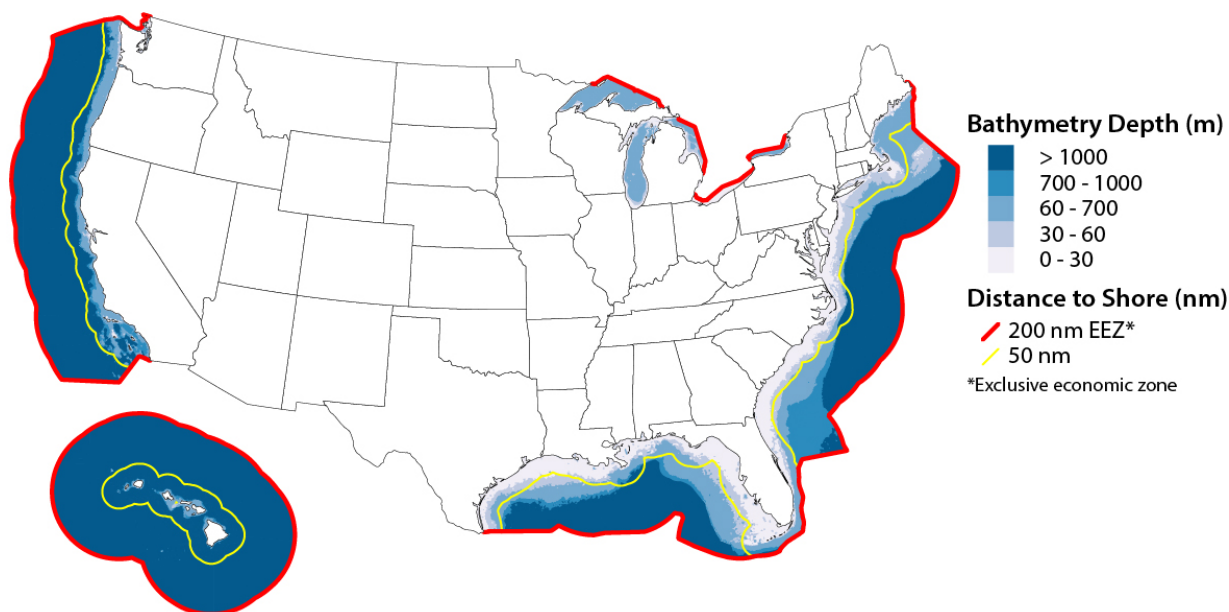 Bathymetry Depth (m)
> 1000
700 - 1000
60 - 700
30 - 60
0 - 30
Distance to Shore (nm)
200 nm EEZ*
50 nm
*Exclusive economic zone